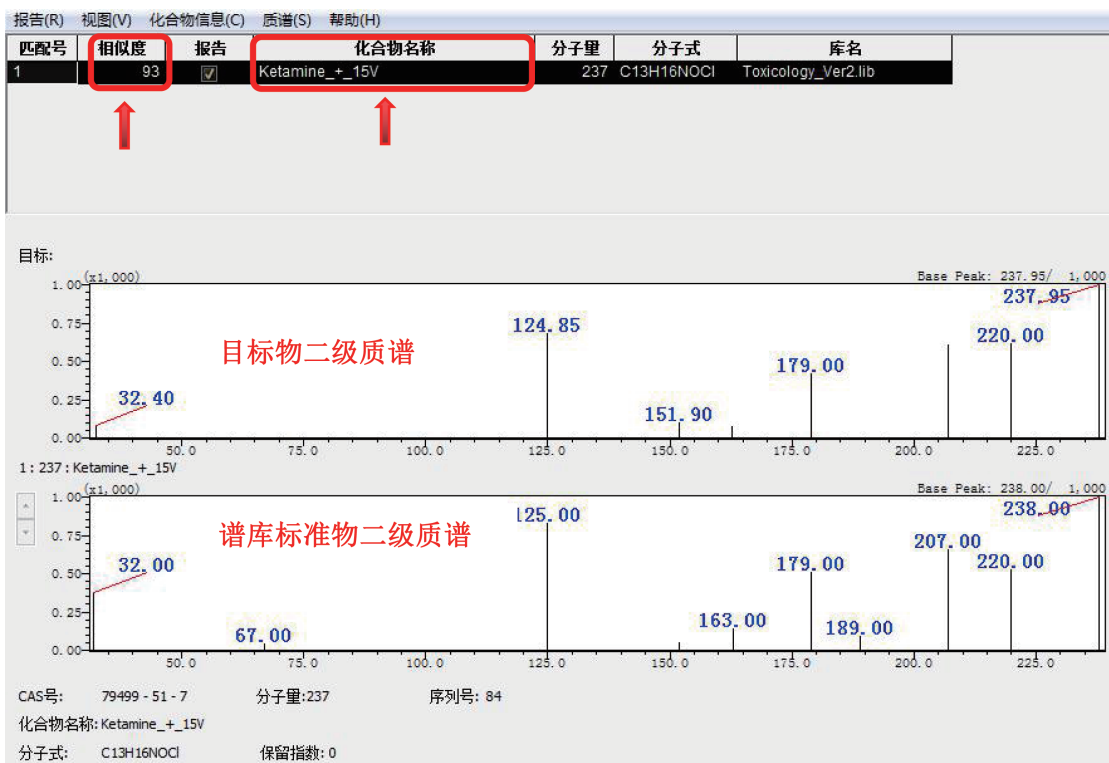 报告(R) 视图(V) 化合物信息(C) 质谱(S) 帮助(H)
匹配号 相似度 报告 化合物名称 分子量 分子式 库名
1 93 Ketamine_+_15V 237 C13H16NOCl Toxicology_Ver2.lib
目标:
(x1,000) Base Peak: 237.95/ 1,000
1.00
237.95
0.75
124.85
220.00
目标物二级质谱
0.50
179.00
0.25
32.40
151.90
0.00
50.0 75.0 100.0 125.0 150.0 175.0 200.0 225.0
1:237:Ketamine_+_15V
(x1,000) Base Peak: 238.00/ 1,000
1.00
238.00
125.00
谱库标准物二级质谱
0.75
207.00
0.50
32.00
179.00
220.00
0.25
163.00
189.00
67.00
0.00
50.0 75.0 100.0 125.0 150.0 175.0 200.0 225.0
CAS号: 79499 - 51 - 7 分子量:237 序列号: 84
化合物名称: Ketamine_+_15V
分子式: C13H16NOCl 保留指数: 0